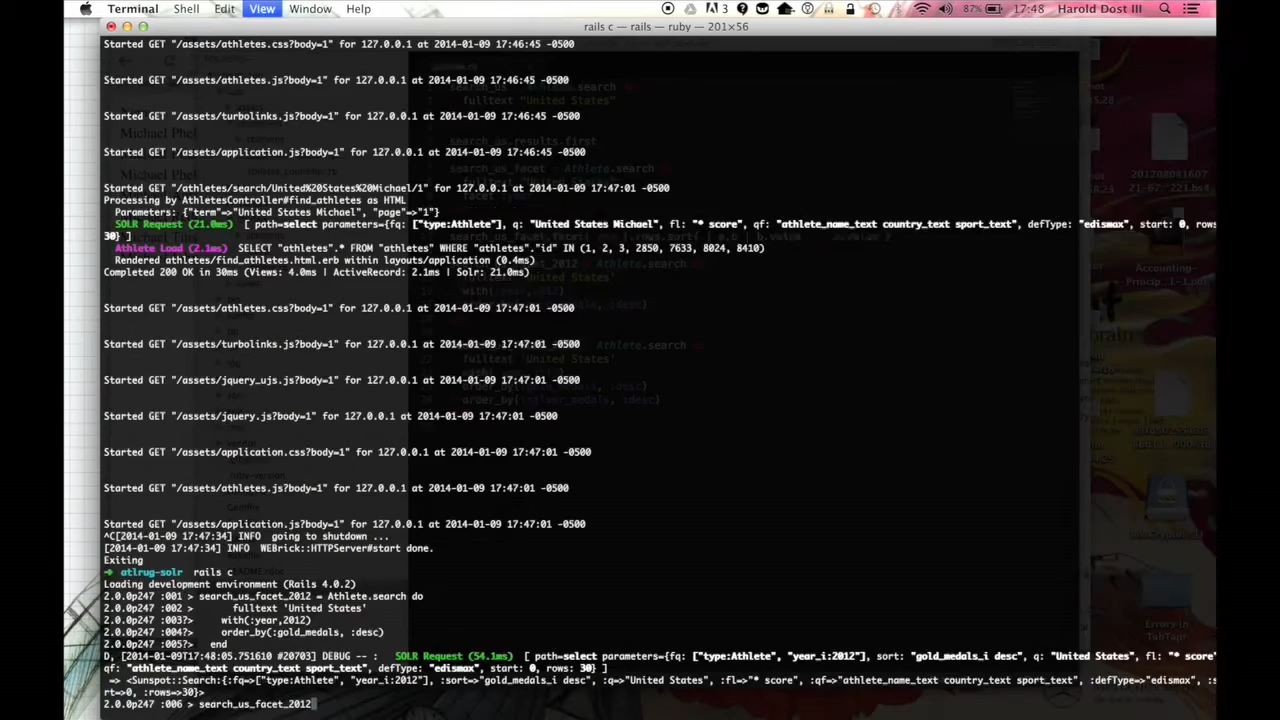 Terminal Shell Edit View Window Help 3 87% 17:48 Harold Dost III
rails c — rails — ruby — 201×56
Started GET "/assets/athletes.css?body=1" for 127.0.0.1 at 2014-01-09 17:46:45 -0500
Started GET "/assets/athletes.js?body=1" for 127.0.0.1 at 2014-01-09 17:46:45 -0500
Started GET "/assets/turbolinks.js?body=1" for 127.0.0.1 at 2014-01-09 17:46:45 -0500
Started GET "/assets/application.js?body=1" for 127.0.0.1 at 2014-01-09 17:46:45 -0500
Started GET "/athletes/search/United%20States%20Michael/1" for 127.0.0.1 at 2014-01-09 17:47:01 -0500
Processing by AthletesController#find_athletes as HTML
Parameters: {"term"=>"United States Michael", "page"=>"1"}
SOLR Request (21.0ms) [ path=select parameters={fq: ["type:Athlete"], q: "United States Michael", fl: "* score", qf: "athlete_name_text country_text sport_text", defType: "edismax", start: 0, rows:
30} ]
Athlete Load (2.1ms) SELECT "athletes".* FROM "athletes" WHERE "athletes"."id" IN (1, 2, 3, 2850, 7633, 8024, 8410)
Rendered athletes/find_athletes.html.erb within layouts/application (0.4ms)
Completed 200 OK in 30ms (Views: 4.0ms | ActiveRecord: 2.1ms | Solr: 21.0ms)
Started GET "/assets/athletes.css?body=1" for 127.0.0.1 at 2014-01-09 17:47:01 -0500
Started GET "/assets/turbolinks.js?body=1" for 127.0.0.1 at 2014-01-09 17:47:01 -0500
Started GET "/assets/jquery_ujs.js?body=1" for 127.0.0.1 at 2014-01-09 17:47:01 -0500
Started GET "/assets/jquery.js?body=1" for 127.0.0.1 at 2014-01-09 17:47:01 -0500
Started GET "/assets/application.css?body=1" for 127.0.0.1 at 2014-01-09 17:47:01 -0500
Started GET "/assets/athletes.js?body=1" for 127.0.0.1 at 2014-01-09 17:47:01 -0500
Started GET "/assets/application.js?body=1" for 127.0.0.1 at 2014-01-09 17:47:01 -0500
^C[2014-01-09 17:47:34] INFO going to shutdown ...
[2014-01-09 17:47:34] INFO WEBrick::HTTPServer#start done.
Exiting
➜ atlrug-solr rails c
Loading development environment (Rails 4.0.2)
2.0.0p247 :001 > search_us_facet_2012 = Athlete.search do
2.0.0p247 :002 > fulltext 'United States'
2.0.0p247 :003?> with(:year,2012)
2.0.0p247 :004?> order_by(:gold_medals, :desc)
2.0.0p247 :005?> end
D, [2014-01-09T17:48:05.751610 #20703] DEBUG -- : SOLR Request (54.1ms) [ path=select parameters={fq: ["type:Athlete", "year_i:2012"], sort: "gold_medals_i desc", q: "United States", fl: "* score",
qf: "athlete_name_text country_text sport_text", defType: "edismax", start: 0, rows: 30} ]
=> <Sunspot::Search:{:fq=>["type:Athlete", "year_i:2012"], :sort=>"gold_medals_i desc", :q=>"United States", :fl=>"* score", :qf=>"athlete_name_text country_text sport_text", :defType=>"edismax", :s
rt=>0, :rows=>30}>
2.0.0p247 :006 > search_us_facet_2012